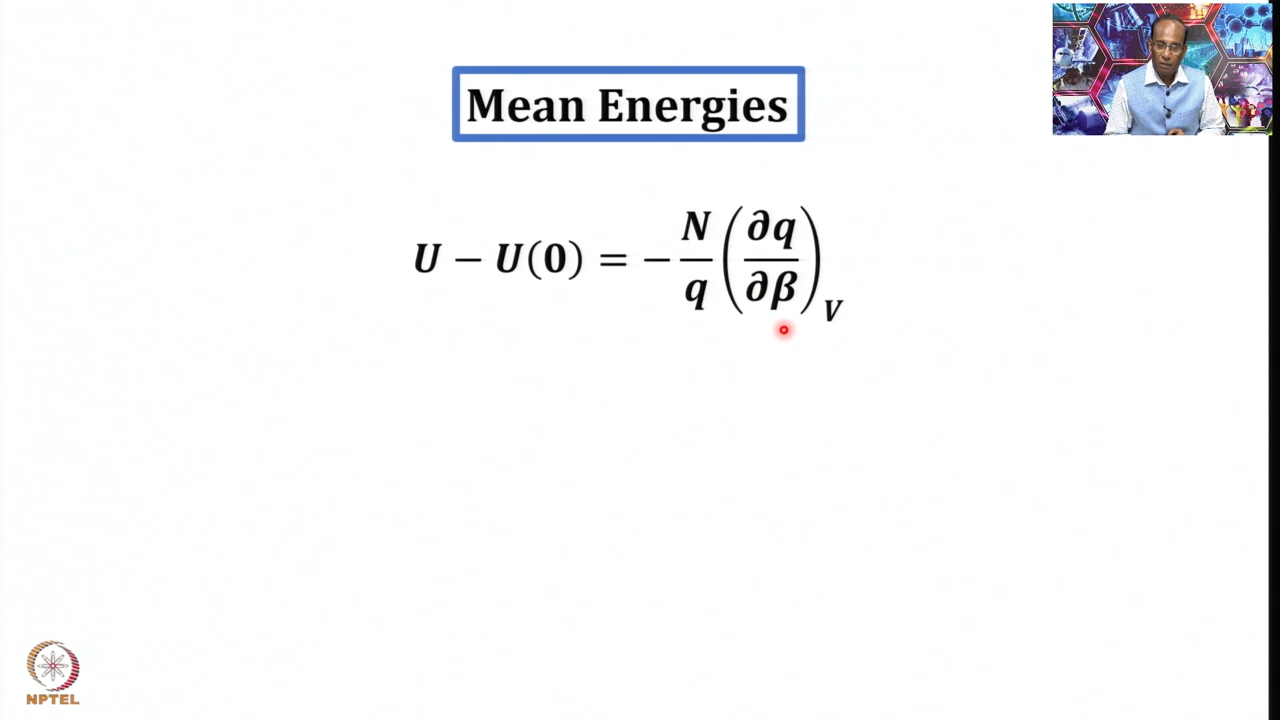 Mean Energies
U − U(0) = −N/q (∂q/∂β)_V
NPTEL